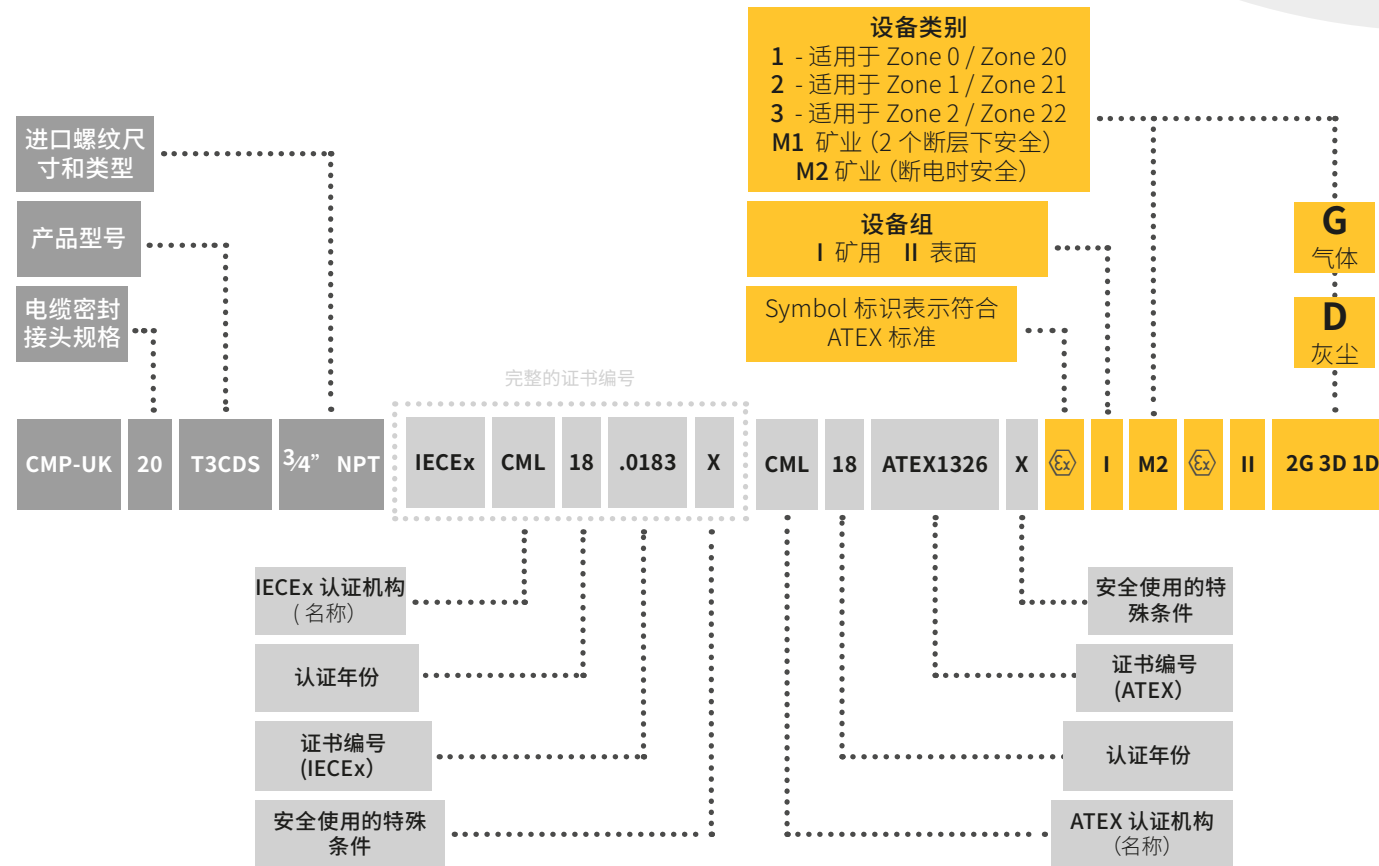 设备类别
1 - 适用于 Zone 0 / Zone 20
2 - 适用于 Zone 1 / Zone 21
3 - 适用于 Zone 2 / Zone 22
M1 矿业（2 个断层下安全）
M2 矿业（断电时安全）
进口螺纹尺
寸和类型
产品型号
设备组
I 矿用 II 表面
G
气体
电缆密封
接头规格
Symbol 标识表示符合
ATEX 标准
D
灰尘
完整的证书编号
CMP-UK 20 T3CDS ¾” NPT IECEx CML 18 .0183 X CML 18 ATEX1326 X Ex I M2 Ex II 2G 3D 1D
IECEx 认证机构
( 名称）
安全使用的特
殊条件
认证年份
证书编号
(ATEX）
证书编号
(IECEx）
认证年份
安全使用的特殊
条件
ATEX 认证机构
（名称）